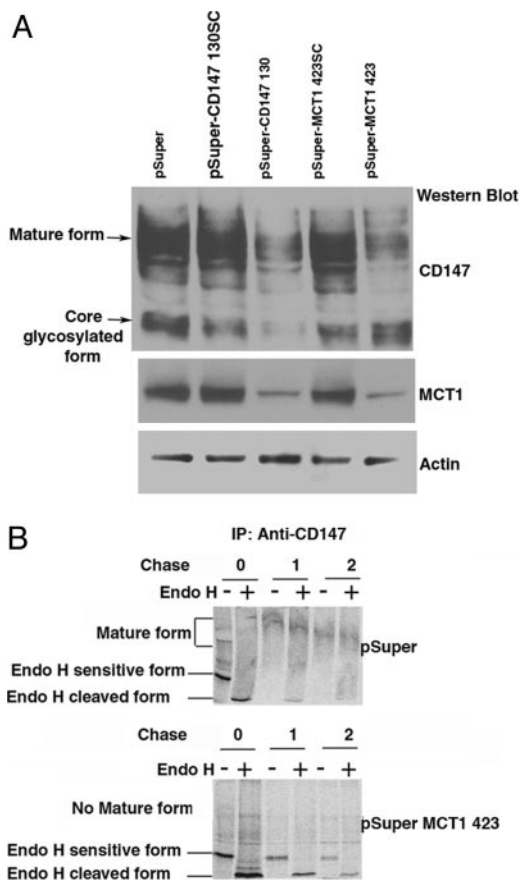 A
pSuper
pSuper-CD147 130SC
pSuper-CD147 130
pSuper-MCT1 423SC
pSuper-MCT1 423
Western Blot
Mature form
CD147
Core
glycosylated
form
MCT1
Actin
B
IP: Anti-CD147
Chase 0 1 2
Endo H - + - + - +
Mature form
pSuper
Endo H sensitive form
Endo H cleaved form
Chase 0 1 2
Endo H - + - + - +
No Mature form
pSuper MCT1 423
Endo H sensitive form
Endo H cleaved form